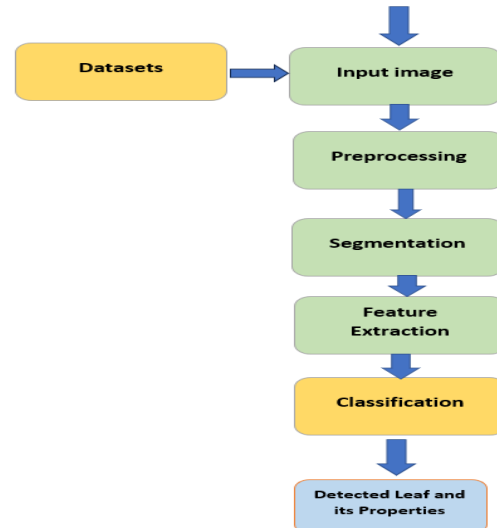 Datasets
Input image
Preprocessing
Segmentation
Feature
Extraction
Classification
Detected Leaf and
its Properties